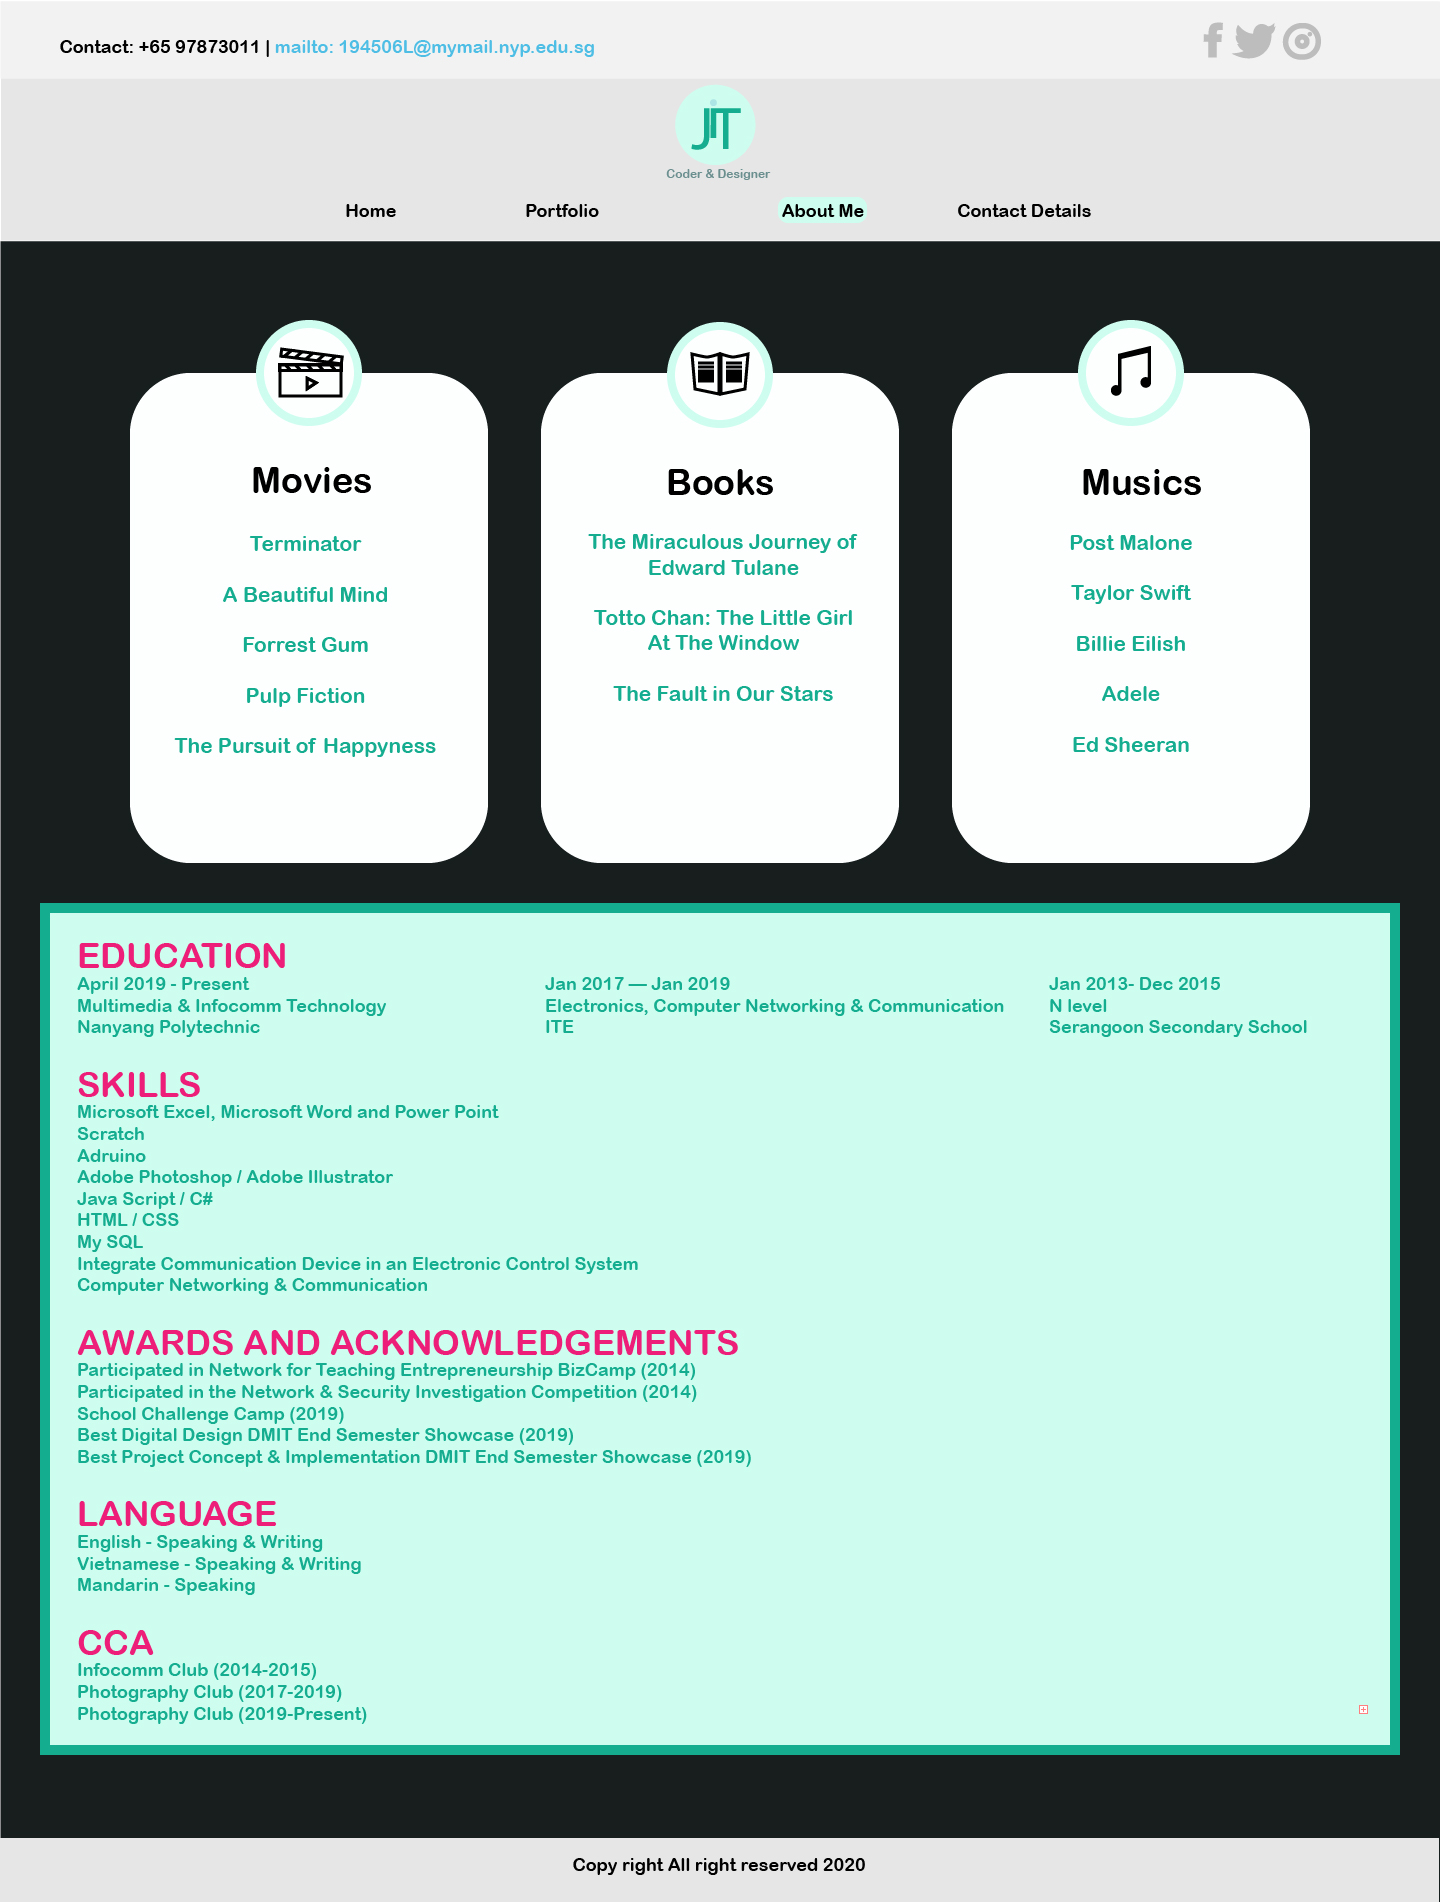 Contact: +65 97873011 | mailto: 194506L@mymail.nyp.edu.sg
JiT
Coder & Designer
Home
Portfolio
About Me
Contact Details
Movies
Terminator
A Beautiful Mind
Forrest Gum
Pulp Fiction
The Pursuit of Happyness
Books
The Miraculous Journey of
Edward Tulane
Totto Chan: The Little Girl
At The Window
The Fault in Our Stars
Musics
Post Malone
Taylor Swift
Billie Eilish
Adele
Ed Sheeran
EDUCATION
April 2019 - Present
Multimedia & Infocomm Technology
Nanyang Polytechnic
Jan 2017 — Jan 2019
Electronics, Computer Networking & Communication
ITE
Jan 2013- Dec 2015
N level
Serangoon Secondary School
SKILLS
Microsoft Excel, Microsoft Word and Power Point
Scratch
Adruino
Adobe Photoshop / Adobe Illustrator
Java Script / C#
HTML / CSS
My SQL
Integrate Communication Device in an Electronic Control System
Computer Networking & Communication
AWARDS AND ACKNOWLEDGEMENTS
Participated in Network for Teaching Entrepreneurship BizCamp (2014)
Participated in the Network & Security Investigation Competition (2014)
School Challenge Camp (2019)
Best Digital Design DMIT End Semester Showcase (2019)
Best Project Concept & Implementation DMIT End Semester Showcase (2019)
LANGUAGE
English - Speaking & Writing
Vietnamese - Speaking & Writing
Mandarin - Speaking
CCA
Infocomm Club (2014-2015)
Photography Club (2017-2019)
Photography Club (2019-Present)
Copy right All right reserved 2020